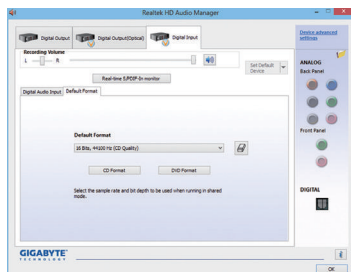 Realtek HD Audio Manager
Digital Output
Digital Output(Optical)
Digital Input
Device advanced
settings
Recording Volume
L
R
Set Default
Device
ANALOG
Back Panel
Real-time S/PDIF-In monitor
Digital Audio Input
Default Format
Default Format
16 Bits, 44100 Hz (CD Quality)
CD Format
DVD Format
Select the sample rate and bit depth to be used when running in shared
mode.
Front Panel
DIGITAL
GIGABYTE
TECHNOLOGY
i
OK